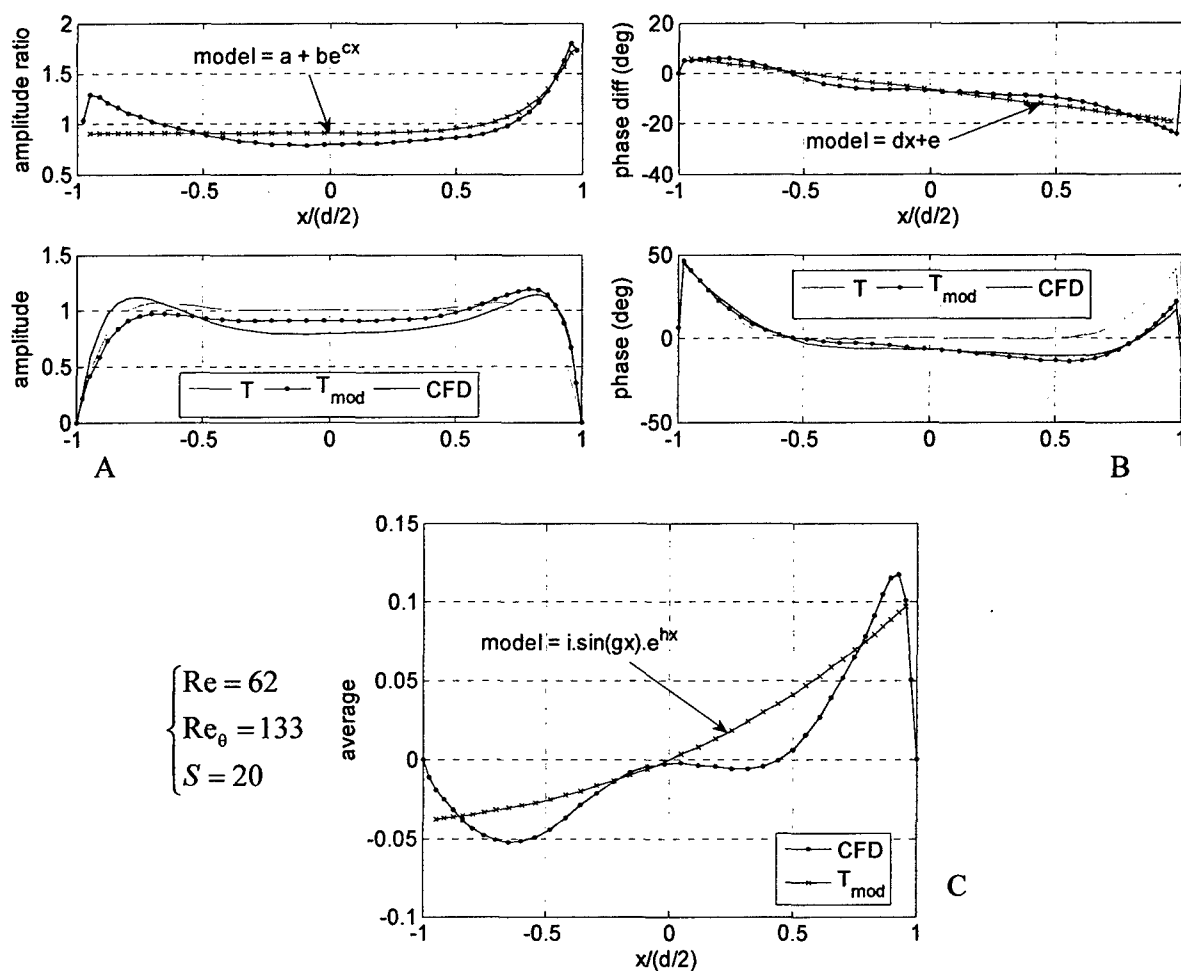 amplitude ratio
2
1.5
1
0.5
model = a + be^cx
-1 -0.5 0 0.5 1
x/(d/2)
phase diff (deg)
20
0
-20
-40
model = dx+e
-1 -0.5 0 0.5 1
x/(d/2)
amplitude
1.5
1
0.5
0
T T_mod CFD
-1 -0.5 0 0.5 1
A
phase (deg)
50
0
-50
T T_mod CFD
-1 -0.5 0 0.5 1
B
Re = 62
Re_θ = 133
S = 20
average
0.15
0.1
0.05
0
-0.05
-0.1
model = i.sin(gx).e^hx
CFD
T_mod
-1 -0.5 0 0.5 1
x/(d/2)
C